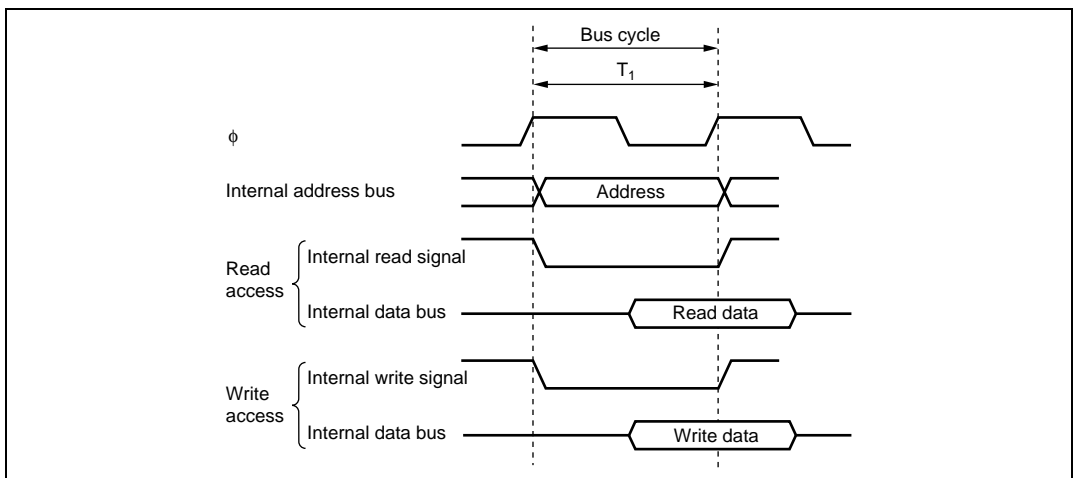 Bus cycle
T₁
ϕ
Internal address bus
Address
Read
access
Internal read signal
Internal data bus
Read data
Write
access
Internal write signal
Internal data bus
Write data